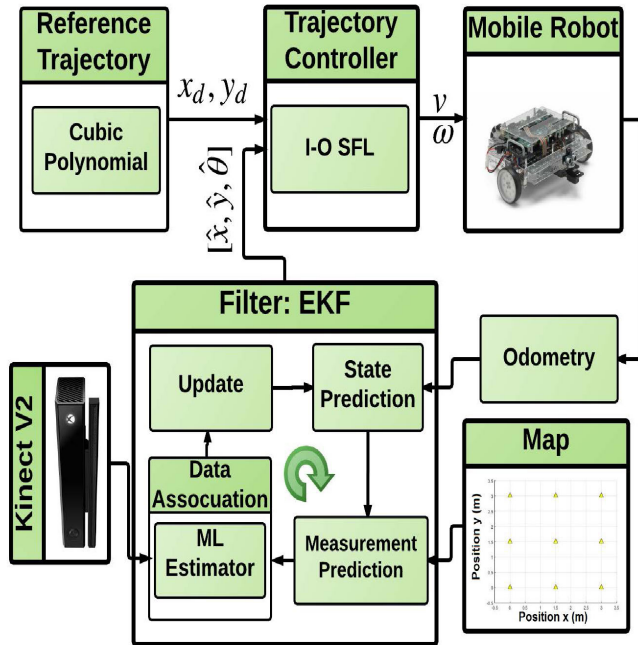 Reference
Trajectory
Cubic
Polynomial
x_d, y_d
Trajectory
Controller
I-O SFL
v
ω
Mobile Robot
[x̂, ŷ, θ̂]
Filter: EKF
Update
State
Prediction
Odometry
Kinect V2
Data
Assocuation
ML
Estimator
Measurement
Prediction
Map
Position y (m)
Position x (m)